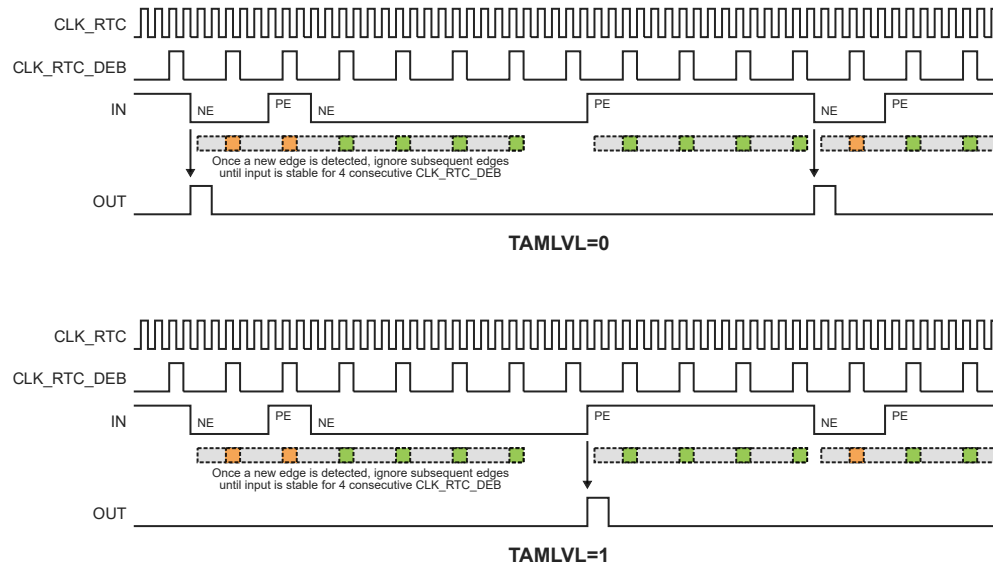 CLK_RTC
CLK_RTC_DEB
IN
NE
PE
NE
PE
NE
PE
Once a new edge is detected, ignore subsequent edges
until input is stable for 4 consecutive CLK_RTC_DEB
OUT
TAMLVL=0
CLK_RTC
CLK_RTC_DEB
IN
NE
PE
NE
PE
NE
PE
Once a new edge is detected, ignore subsequent edges
until input is stable for 4 consecutive CLK_RTC_DEB
OUT
TAMLVL=1